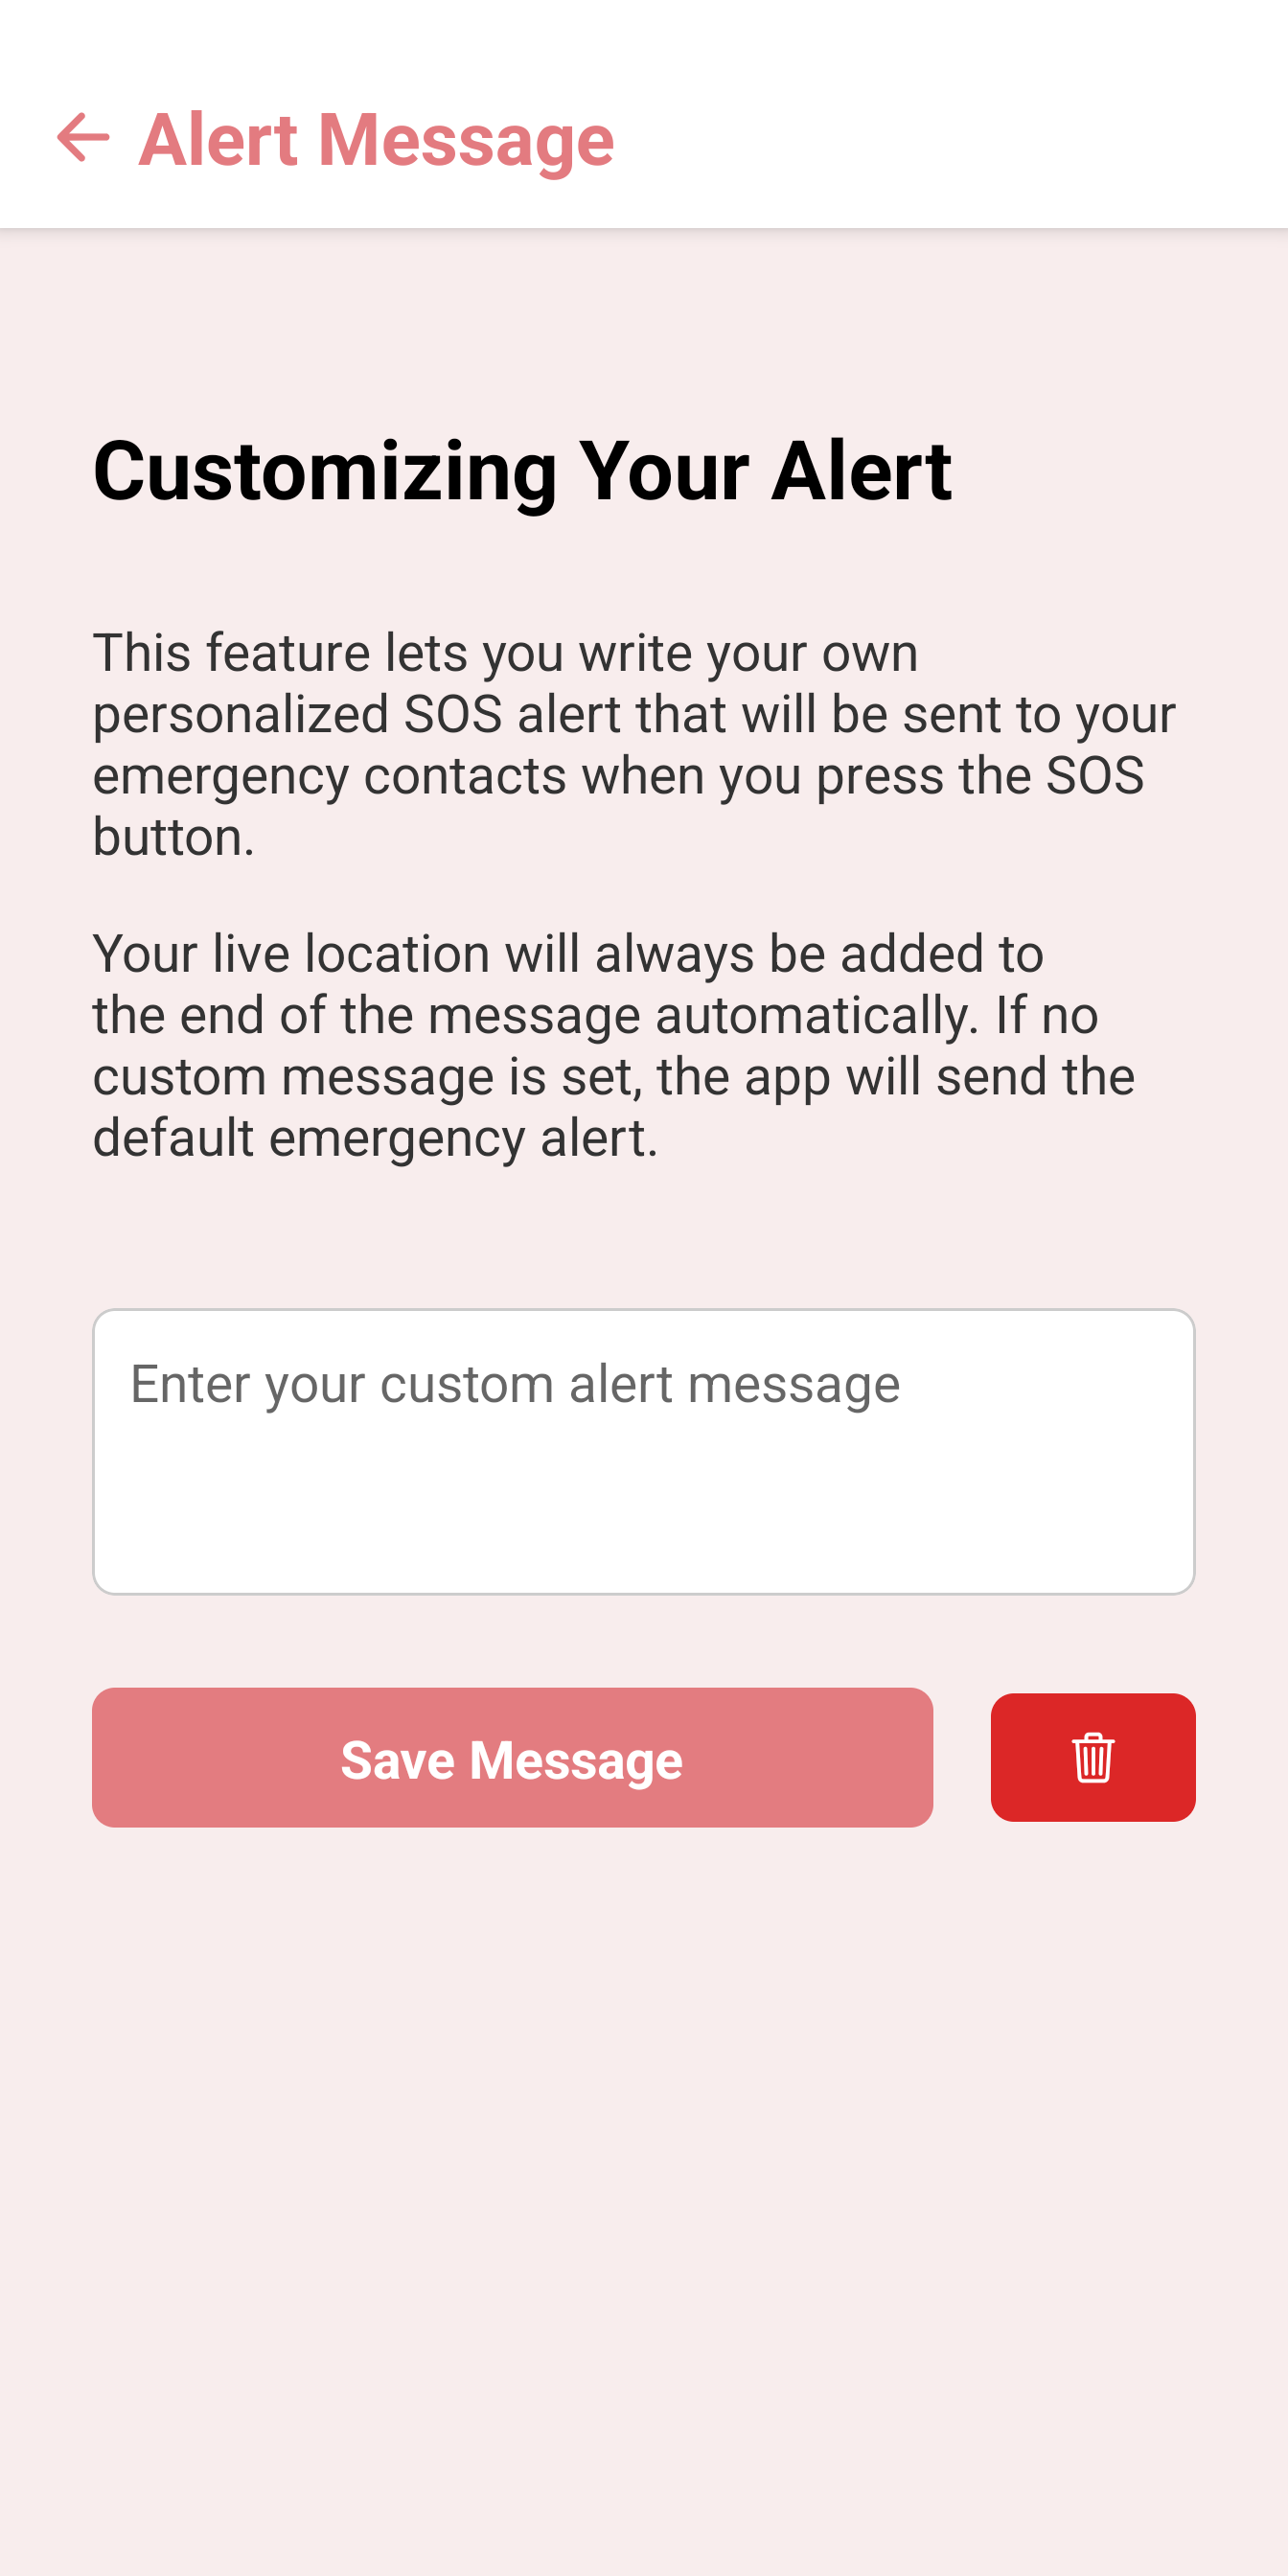 Alert Message
Customizing Your Alert
This feature lets you write your own
personalized SOS alert that will be sent to your
emergency contacts when you press the SOS
button.
Your live location will always be added to
the end of the message automatically. If no
custom message is set, the app will send the
default emergency alert.
Enter your custom alert message
Save Message